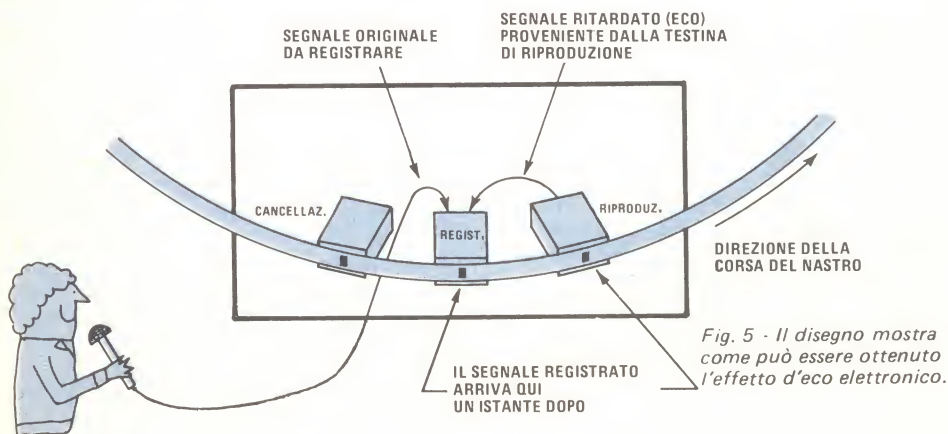 SEGNALE ORIGINALE
DA REGISTRARE
SEGNALE RITARDATO (ECO)
PROVENIENTE DALLA TESTINA
DI RIPRODUZIONE
CANCELLAZ.
REGIST.
RIPRODUZ.
DIREZIONE DELLA
CORSA DEL NASTRO
IL SEGNALE REGISTRATO
ARRIVA QUI
UN ISTANTE DOPO
Fig. 5 - Il disegno mostra
come può essere ottenuto
l'effetto d'eco elettronico.